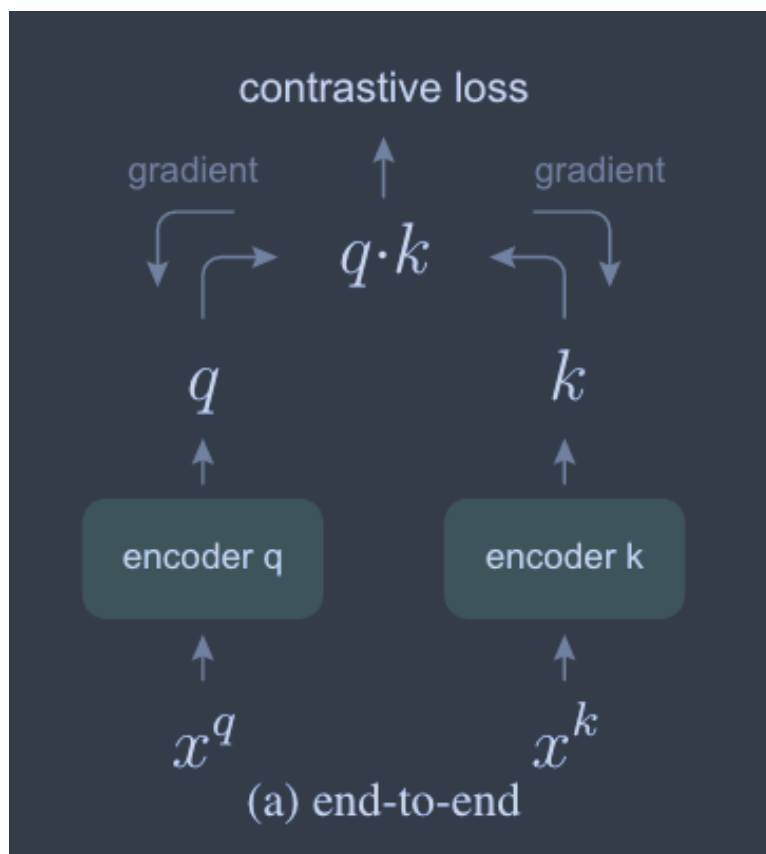 contrastive loss
gradient gradient
q·k
q k
encoder q encoder k
x^q x^k
(a) end-to-end